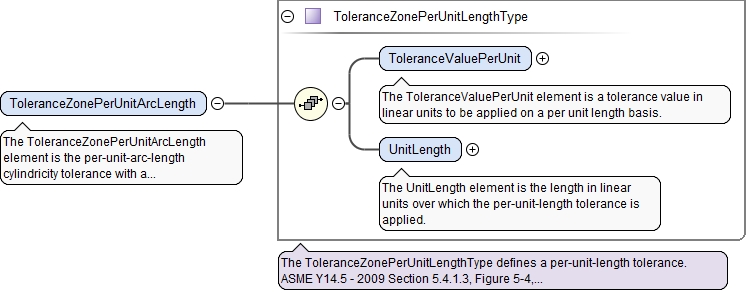 ToleranceZonePerUnitLengthType
ToleranceValuePerUnit
The ToleranceValuePerUnit element is a tolerance value in
linear units to be applied on a per unit length basis.
ToleranceZonePerUnitArcLength
The ToleranceZonePerUnitArcLength
element is the per-unit-arc-length
cylindricity tolerance with a...
UnitLength
The UnitLength element is the length in linear
units over which the per-unit-length tolerance is
applied.
The ToleranceZonePerUnitLengthType defines a per-unit-length tolerance.
ASME Y14.5 - 2009 Section 5.4.1.3, Figure 5-4,...